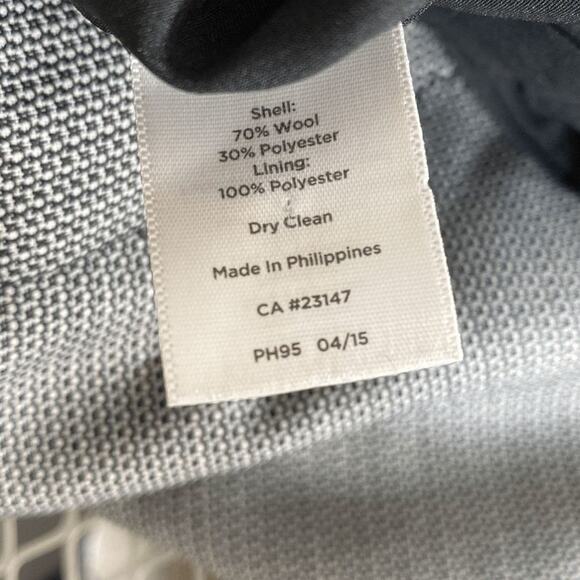 Shell:
70% Wool
30% Polyester
Lining:
100% Polyester
Dry Clean
Made In Philippines
CA #23147
PH95 04/15